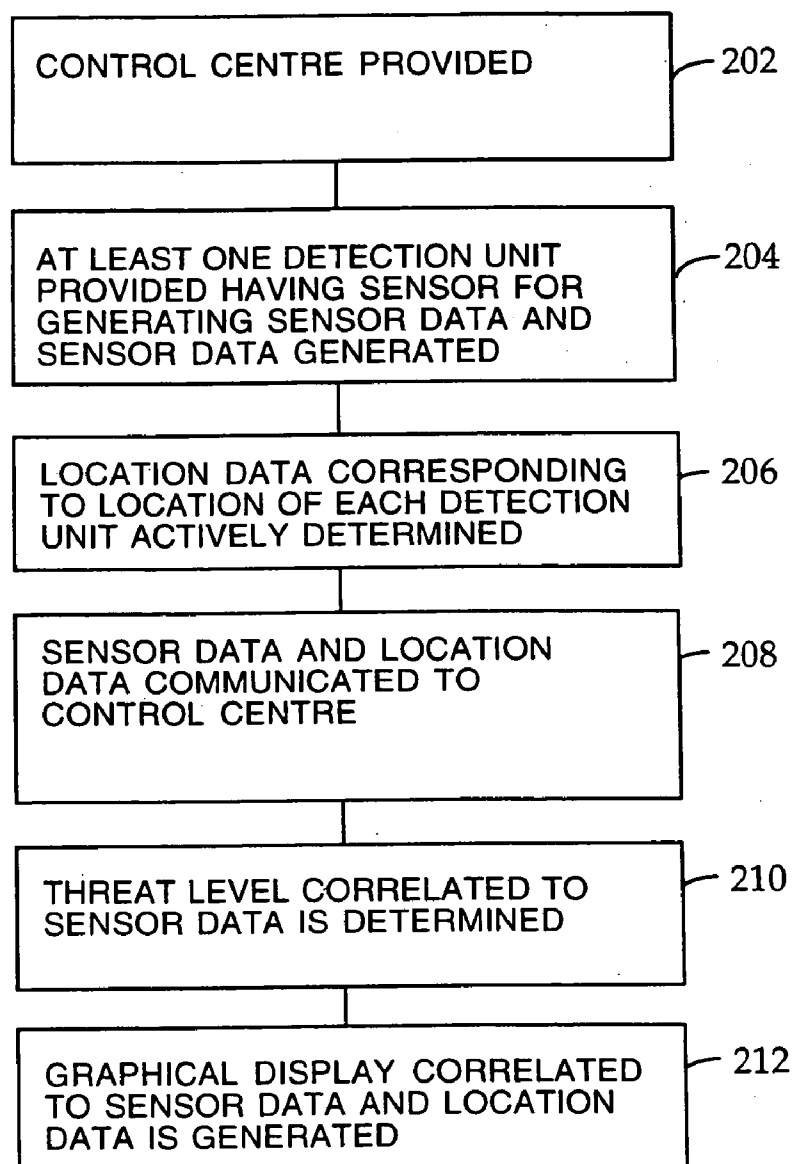 CONTROL CENTRE PROVIDED
202
AT LEAST ONE DETECTION UNIT
PROVIDED HAVING SENSOR FOR
GENERATING SENSOR DATA AND
SENSOR DATA GENERATED
204
LOCATION DATA CORRESPONDING
TO LOCATION OF EACH DETECTION
UNIT ACTIVELY DETERMINED
206
SENSOR DATA AND LOCATION
DATA COMMUNICATED TO
CONTROL CENTRE
208
THREAT LEVEL CORRELATED TO
SENSOR DATA IS DETERMINED
210
GRAPHICAL DISPLAY CORRELATED
TO SENSOR DATA AND LOCATION
DATA IS GENERATED
212